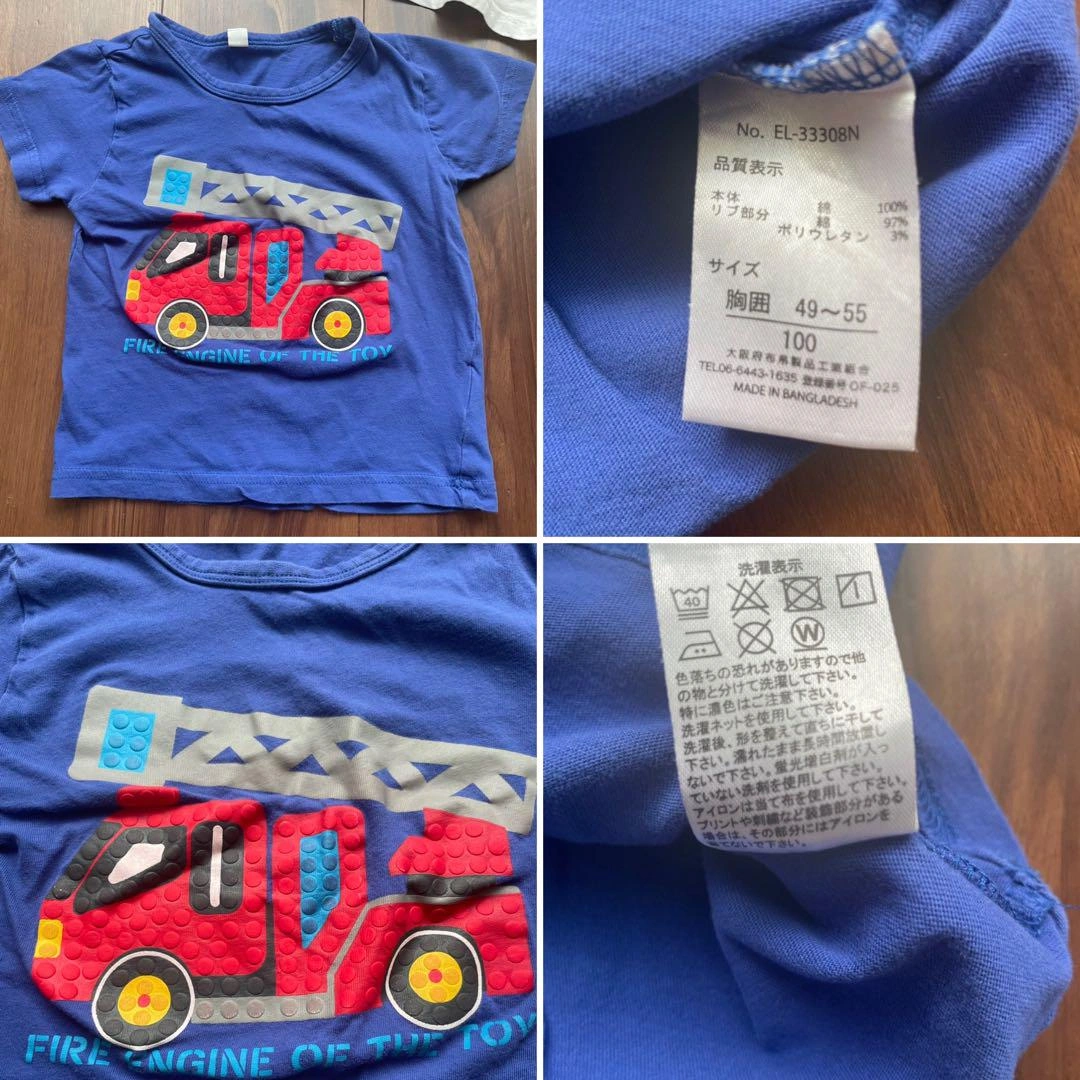 FIRE ENGINE OF THE TOY
No. EL-33308N
品質表示
本体 綿 100%
リブ部分 綿 97%
ポリウレタン 3%
サイズ
胸囲 49～55
100
大阪府布帛製品工業組合
TEL06-6443-1635 登録番号OF-025
MADE IN BANGLADESH
FIRE ENGINE OF THE TOY
洗濯表示
40
W
色落ちの恐れがありますので他
の物と分けて洗濯して下さい。
特に濃色はご注意下さい。
洗濯ネットを使用して下さい。
洗濯後、形を整えて直ちに干して
下さい。濡れたまま長時間放置し
ないで下さい。蛍光増白剤が入っ
ていない洗剤を使用して下さい。
アイロンは当て布を使用して下さい。
プリントや刺繍など装飾部分がある
場合は、その部分にはアイロンを
当てないで下さい。